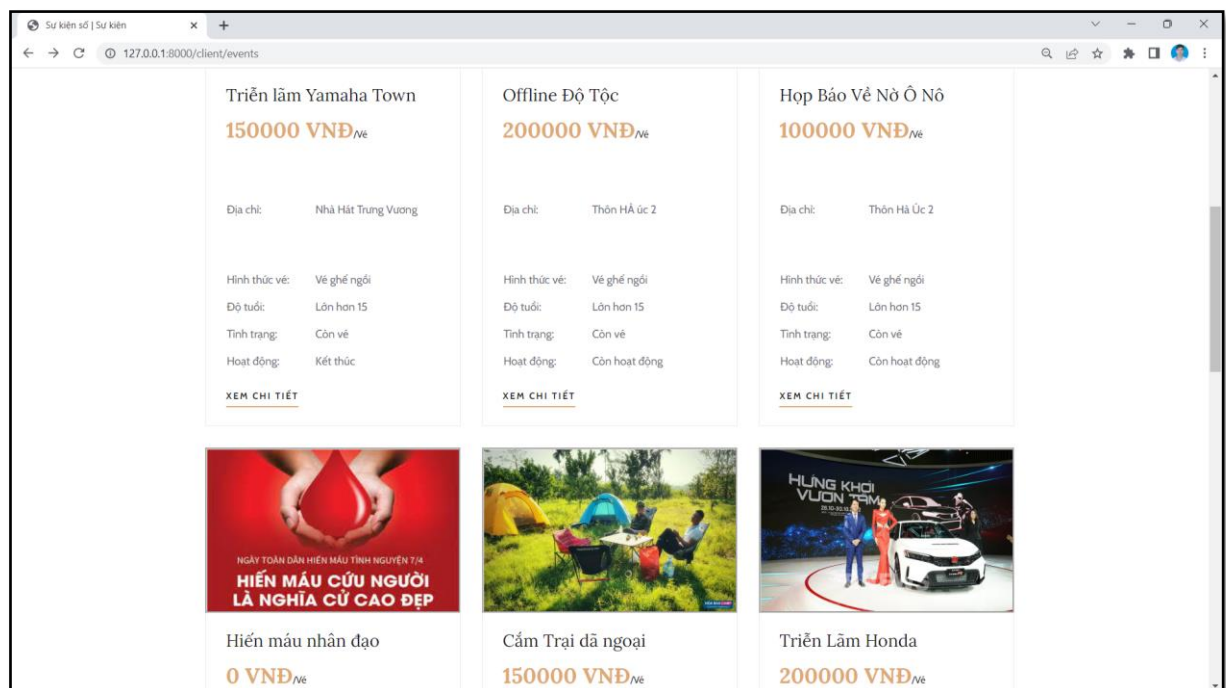 Sự kiện số | Sự kiện
127.0.0.1:8000/client/events
Triễn lãm Yamaha Town
150000 VNĐ/Vé
Địa chỉ: Nhà Hát Trưng Vương
Hình thức vé: Vé ghế ngồi
Độ tuổi: Lớn hơn 15
Tình trạng: Còn vé
Hoạt động: Kết thúc
XEM CHI TIẾT
Offline Độ Tộc
200000 VNĐ/Vé
Địa chỉ: Thôn HÀ úc 2
Hình thức vé: Vé ghế ngồi
Độ tuổi: Lớn hơn 15
Tình trạng: Còn vé
Hoạt động: Còn hoạt động
XEM CHI TIẾT
Họp Báo Về Nờ Ô Nô
100000 VNĐ/Vé
Địa chỉ: Thôn Hà Úc 2
Hình thức vé: Vé ghế ngồi
Độ tuổi: Lớn hơn 15
Tình trạng: Còn vé
Hoạt động: Còn hoạt động
XEM CHI TIẾT
NGÀY TOÀN DÂN HIẾN MÁU TÌNH NGUYỆN 7/4
HIẾN MÁU CỨU NGƯỜI
LÀ NGHĨA CỬ CAO ĐẸP
Hiến máu nhân đạo
0 VNĐ/Vé
Cắm Trại dã ngoại
150000 VNĐ/Vé
HỨNG KHỞI
VƯƠN TẦM
Triễn Lãm Honda
200000 VNĐ/Vé